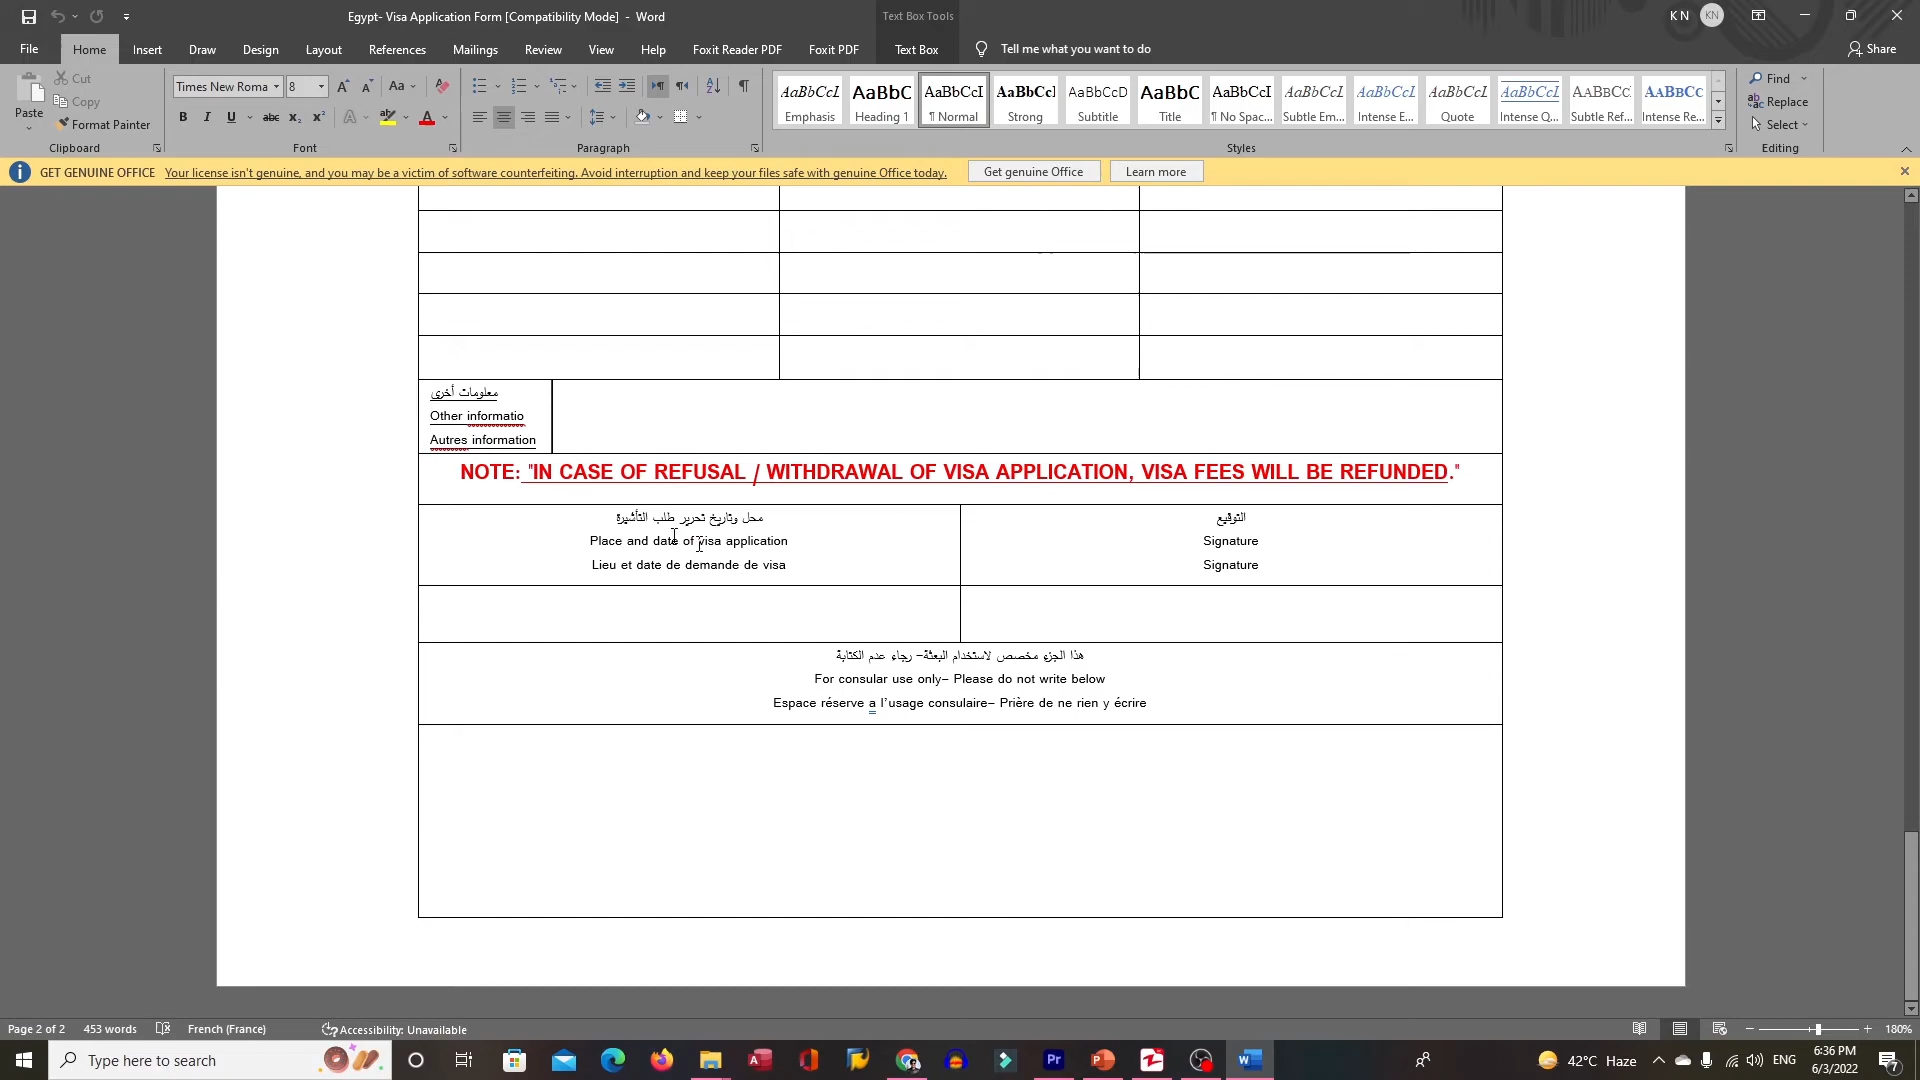 Egypt- Visa Application Form [Compatibility Mode] - Word
Text Box Tools
K N
KN
File Home Insert Draw Design Layout References Mailings Review View Help Foxit Reader PDF Foxit PDF Text Box Tell me what you want to do Share
Paste
Cut
Copy
Format Painter
Clipboard
Times New Roma 8
Font
Paragraph
AaBbCcI AaBbC AaBbCcI AaBbCcI AaBbCcD AaBbC AaBbCcI AaBbCcI AaBbCcI AaBbCcI AaBbCcI AaBbCc AaBbCc
Emphasis Heading 1 ¶ Normal Strong Subtitle Title ¶ No Spac... Subtle Em... Intense E... Quote Intense Q... Subtle Ref... Intense Re...
Styles
Find
Replace
Select
Editing
GET GENUINE OFFICE Your license isn't genuine, and you may be a victim of software counterfeiting. Avoid interruption and keep your files safe with genuine Office today. Get genuine Office Learn more
معلومات أخرى
Other informatio
Autres information
NOTE: "IN CASE OF REFUSAL / WITHDRAWAL OF VISA APPLICATION, VISA FEES WILL BE REFUNDED."
محل وتاريخ تحرير طلب التأشيرة
Place and date of visa application
Lieu et date de demande de visa
التوقيع
Signature
Signature
هذا الجزء مخصص لاستخدام البعثة- رجاء عدم الكتابة
For consular use only- Please do not write below
Espace réserve a l'usage consulaire- Prière de ne rien y écrire
Page 2 of 2 453 words French (France) Accessibility: Unavailable 180%
Type here to search
42°C Haze
ENG
6:36 PM
6/3/2022
7